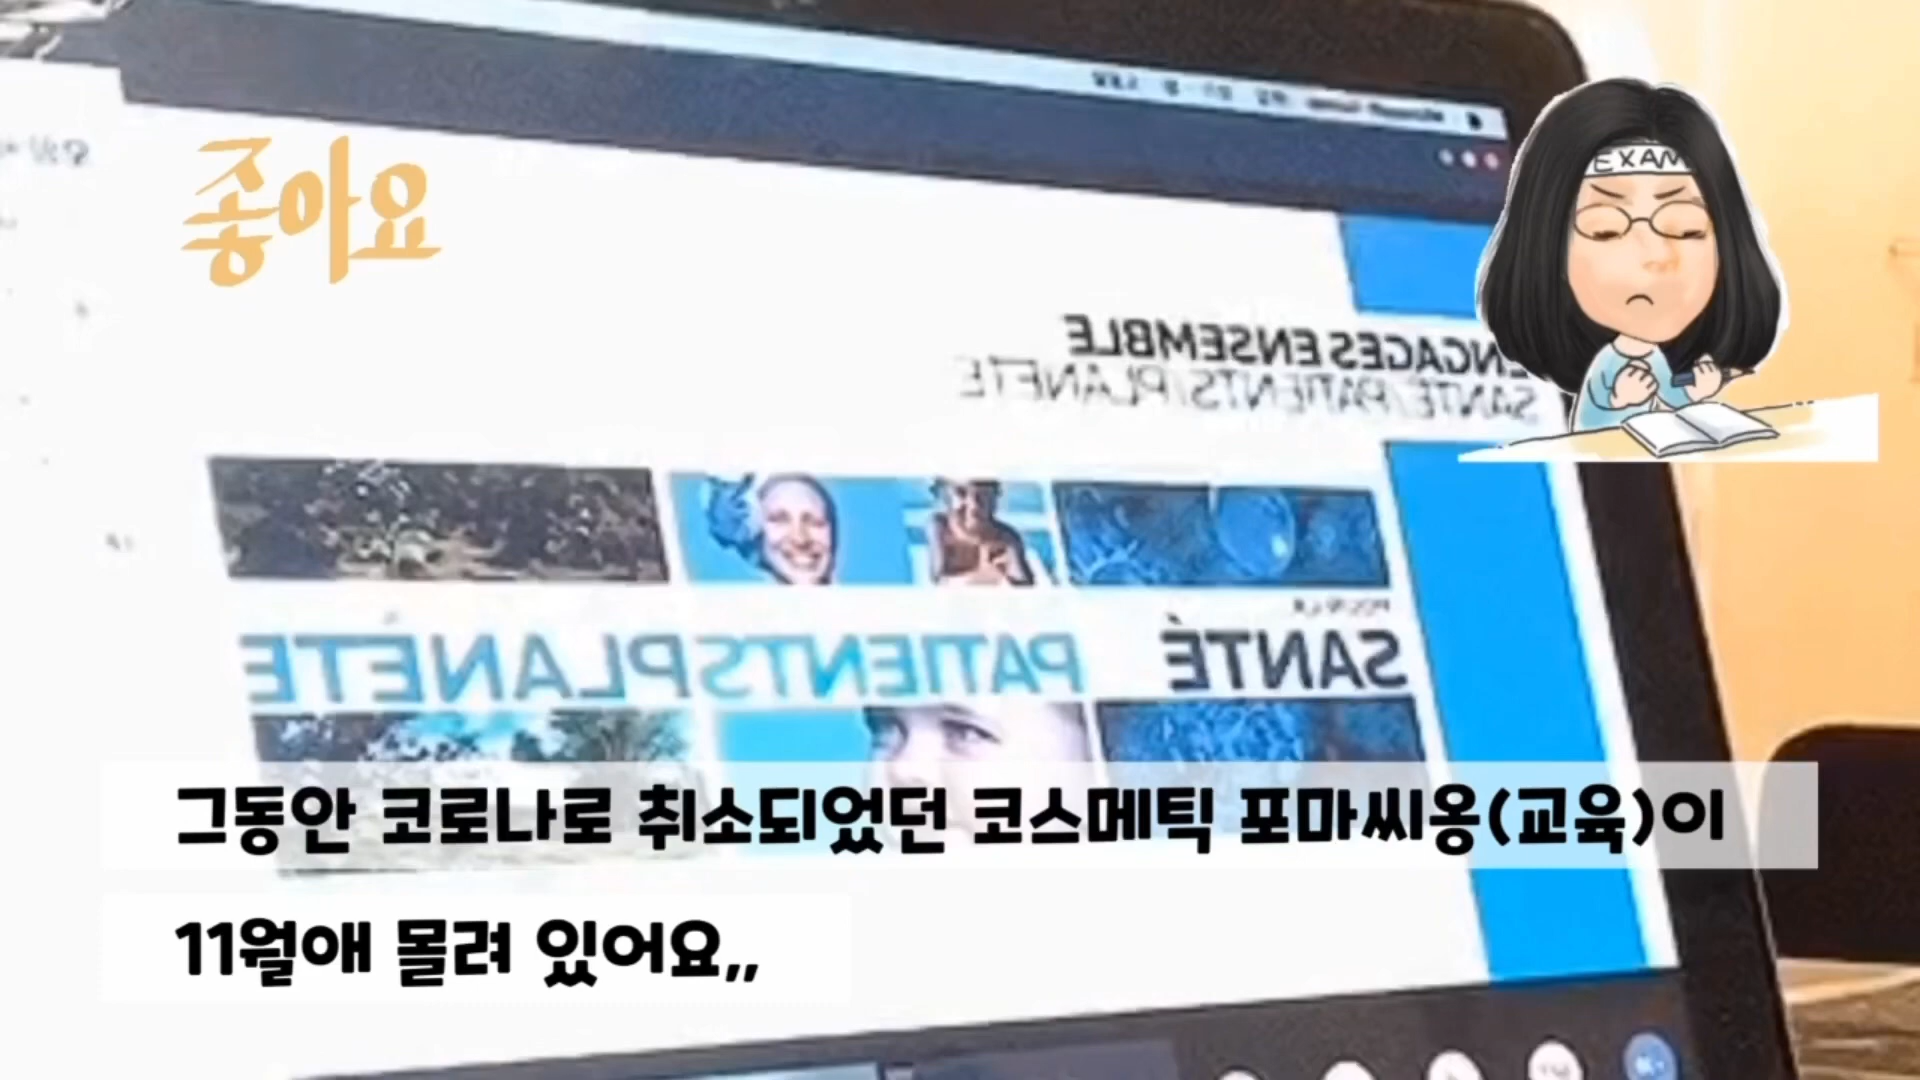 좋아요
EXAM
ENGAGES ENSEMBLE
SANTÉ/PATIENTS/PLANÈTE
POUR LA
SANTÉ PATIENTS PLANÈTE
그동안 코로나로 취소되었던 코스메틱 포마씨옹(교육)이
11월애 몰려 있어요,,